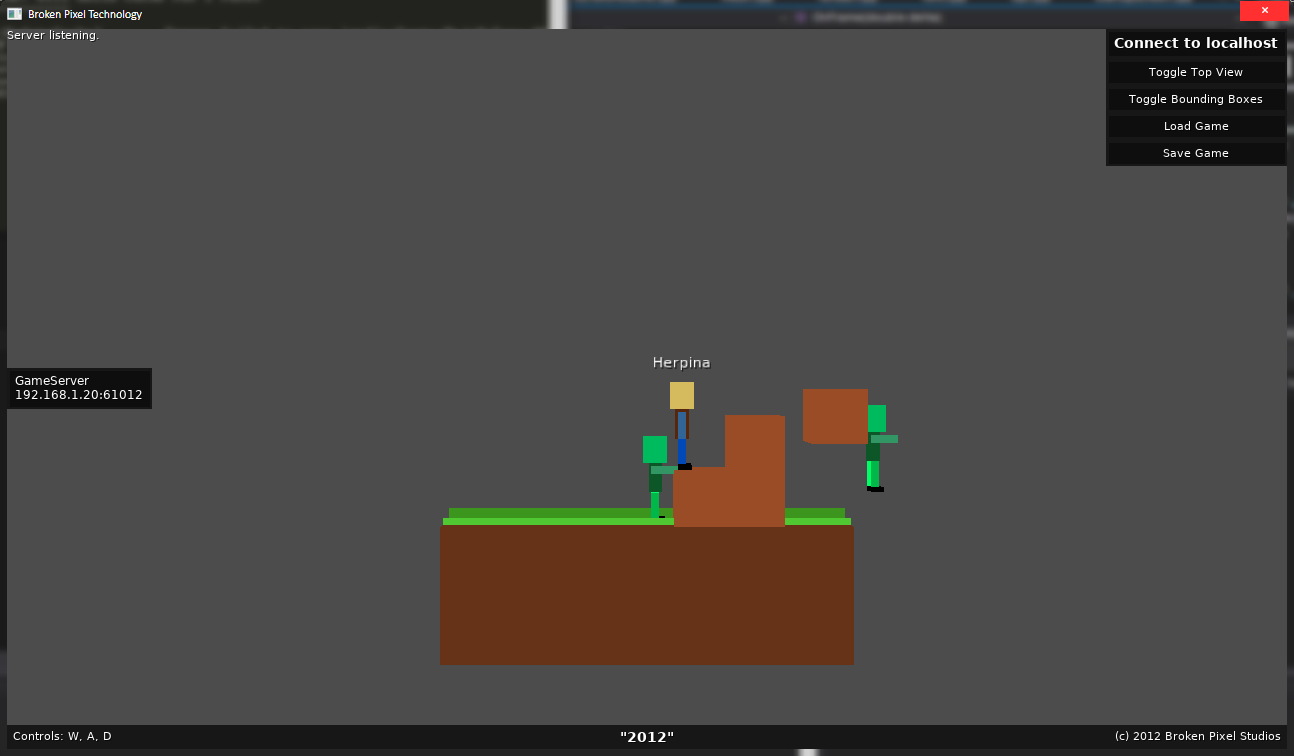 Broken Pixel Technology
Server listening.
Connect to localhost
Toggle Top View
Toggle Bounding Boxes
Load Game
Save Game
Herpina
GameServer
192.168.1.20:61012
Controls: W, A, D
"2012"
(c) 2012 Broken Pixel Studios